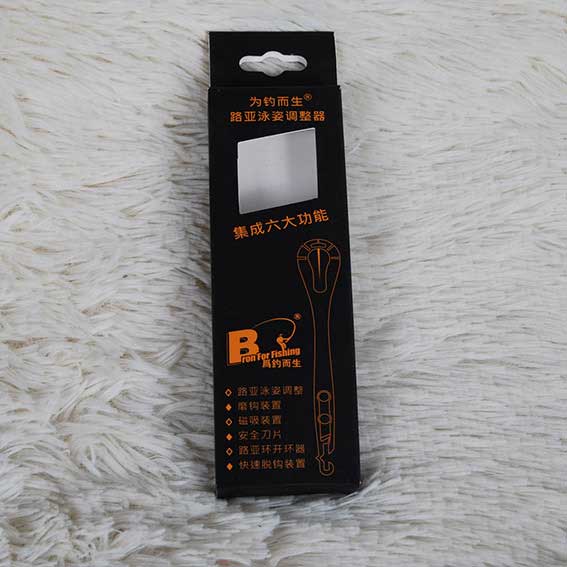 为钓而生®
路亚泳姿调整器
集成六大功能
®
Bron For Fishing
爲钓而生
路亚泳姿调整
磨钩装置
磁吸装置
安全刀片
路亚环开环器
快速脱钩装置